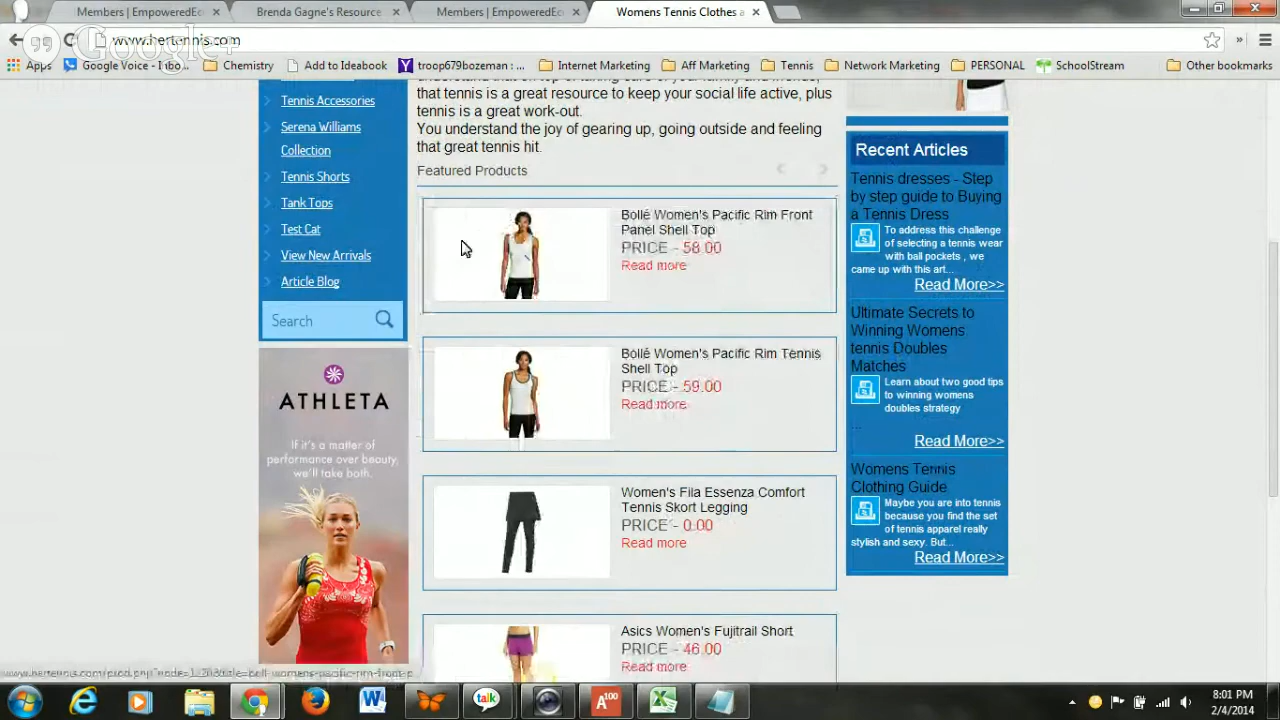 Members | EmpoweredEc
Brenda Gagne's Resource
Members | EmpoweredEc
Womens Tennis Clothes a
www.hertennis.com
Google+
Apps
Google Voice - Inbo...
Chemistry
Add to Ideabook
troop679bozeman : ...
Internet Marketing
Aff Marketing
Tennis
Network Marketing
PERSONAL
SchoolStream
Other bookmarks
Tennis Accessories
Serena Williams
Collection
Tennis Shorts
Tank Tops
Test Cat
View New Arrivals
Article Blog
Search
ATHLETA
If it's a matter of
performance over beauty,
we'll take both.
that tennis is a great resource to keep your social life active, plus
tennis is a great work-out.
You understand the joy of gearing up, going outside and feeling
that great tennis hit.
Featured Products
Bollé Women's Pacific Rim Front
Panel Shell Top
PRICE - 58.00
Read more
Bollé Women's Pacific Rim Tennis
Shell Top
PRICE - 59.00
Read more
Women's Fila Essenza Comfort
Tennis Skort Legging
PRICE - 0.00
Read more
Asics Women's Fujitrail Short
PRICE - 46.00
Read more
Recent Articles
Tennis dresses - Step
by step guide to Buying
a Tennis Dress
To address this challenge
of selecting a tennis wear
with ball pockets , we
came up with this art...
Read More>>
Ultimate Secrets to
Winning Womens
tennis Doubles
Matches
Learn about two good tips
to winning womens
doubles strategy
...
Read More>>
Womens Tennis
Clothing Guide
Maybe you are into tennis
because you find the set
of tennis apparel really
stylish and sexy. But...
Read More>>
talk
A100
8:01 PM
2/4/2014